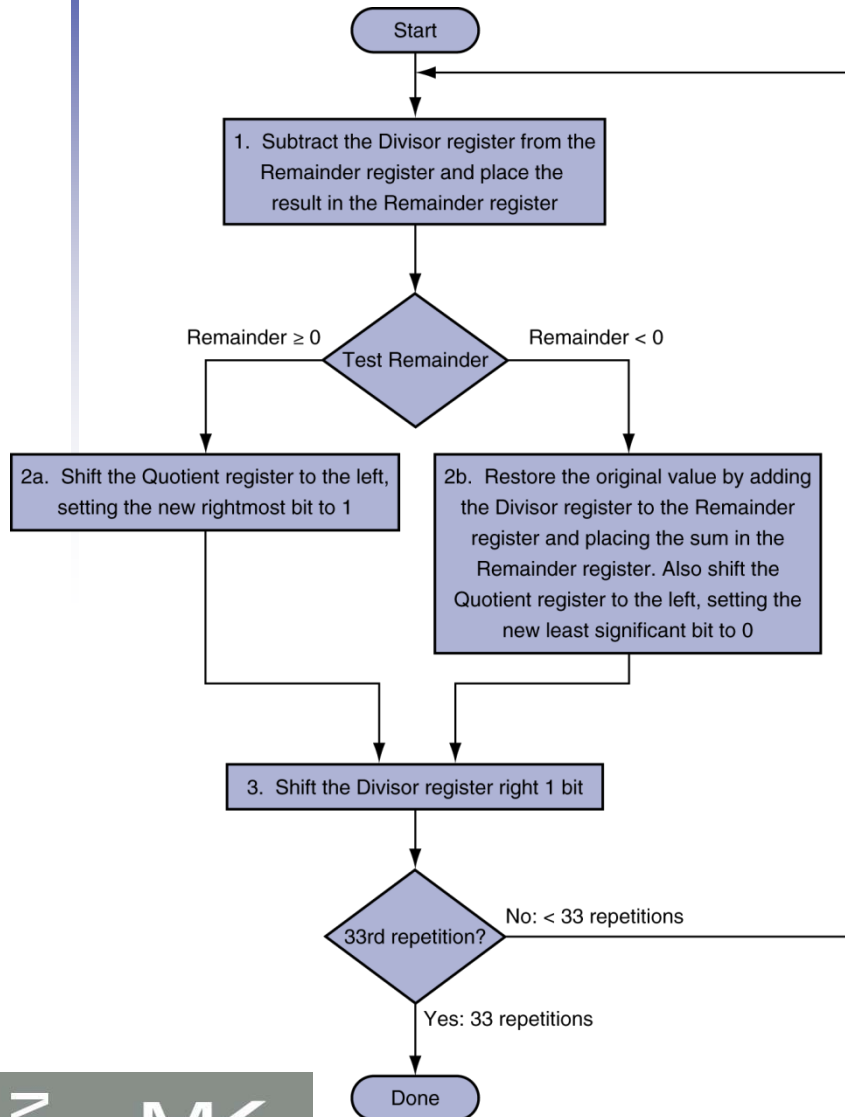 Start
1. Subtract the Divisor register from the
Remainder register and place the
result in the Remainder register
Test Remainder
Remainder ≥ 0
Remainder < 0
2a. Shift the Quotient register to the left,
setting the new rightmost bit to 1
2b. Restore the original value by adding
the Divisor register to the Remainder
register and placing the sum in the
Remainder register. Also shift the
Quotient register to the left, setting the
new least significant bit to 0
3. Shift the Divisor register right 1 bit
33rd repetition?
No: < 33 repetitions
Yes: 33 repetitions
Done